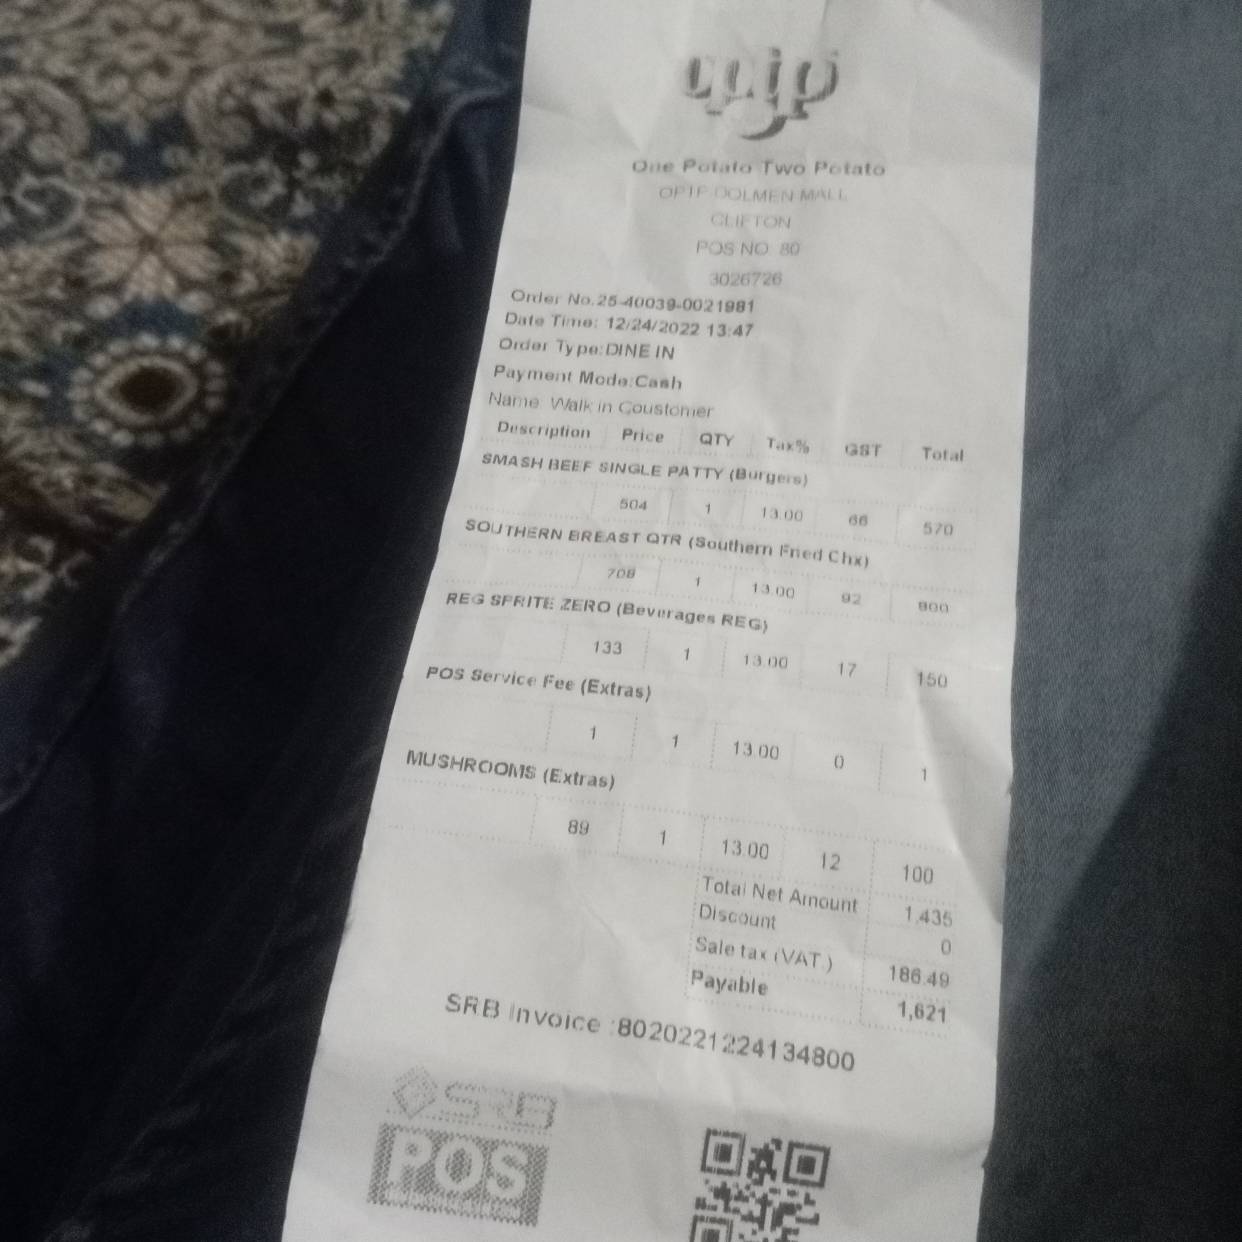 One Potato Two Potato
OPTP DOLMEN MALL
CLIFTON
POS NO 80
3026726
Order No.25-40039-0021981
Date Time: 12/24/2022 13:47
Order Type:DINE IN
Payment Mode:Cash
Name Walk in Coustomer
Description Price QTY Tax% GST Total
SMASH BEEF SINGLE PATTY (Burgers)
504 1 13.00 66 570
SOUTHERN BREAST QTR (Southern Fried Chx)
708 1 13.00 92 800
REG SPRITE ZERO (Beverages REG)
133 1 13.00 17 150
POS Service Fee (Extras)
1 1 13.00 0 1
MUSHROOMS (Extras)
89 1 13.00 12 100
Total Net Amount 1,435
Discount 0
Sale tax (VAT ) 186.49
Payable 1,621
SRB Invoice :8020221224134800
SRB
POS